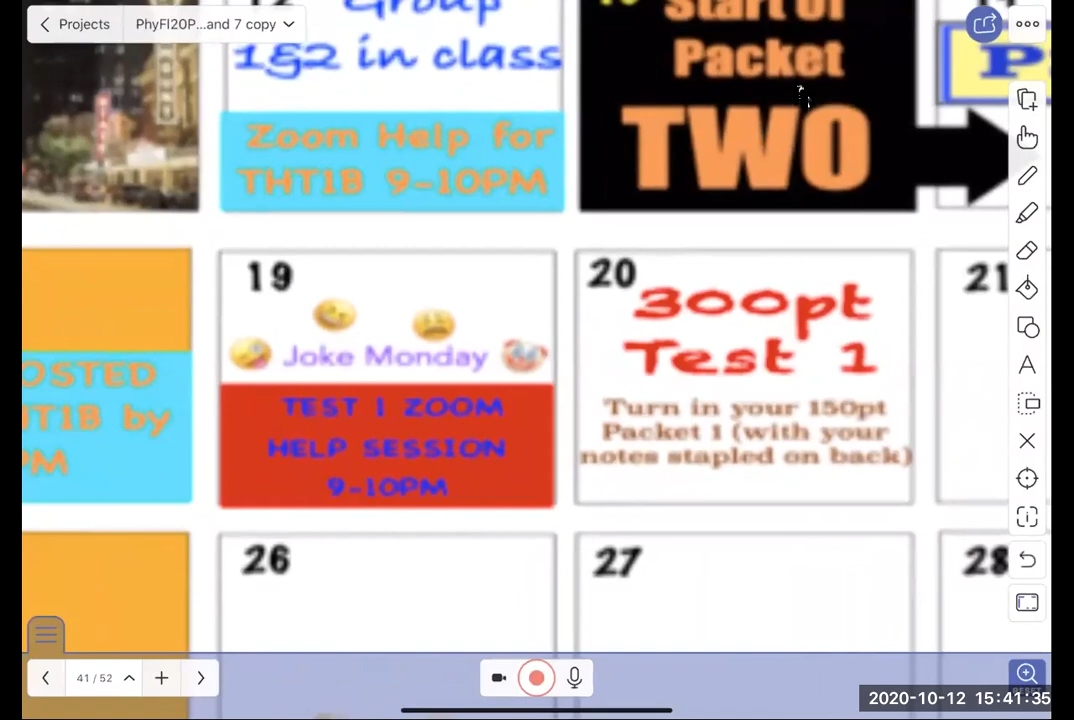 Projects
PhyFl20P...and 7 copy
Group
1&2 in class
Zoom Help for
THT1B 9-10PM
Start of
Packet
TWO
19
Joke Monday
TEST 1 ZOOM
HELP SESSION
9-10PM
20
300pt
Test 1
Turn in your 150pt
Packet 1 (with your
notes stapled on back)
21
OSTED
HT1B by
PM
26
27
28
41 / 52
2020-10-12 15:41:35